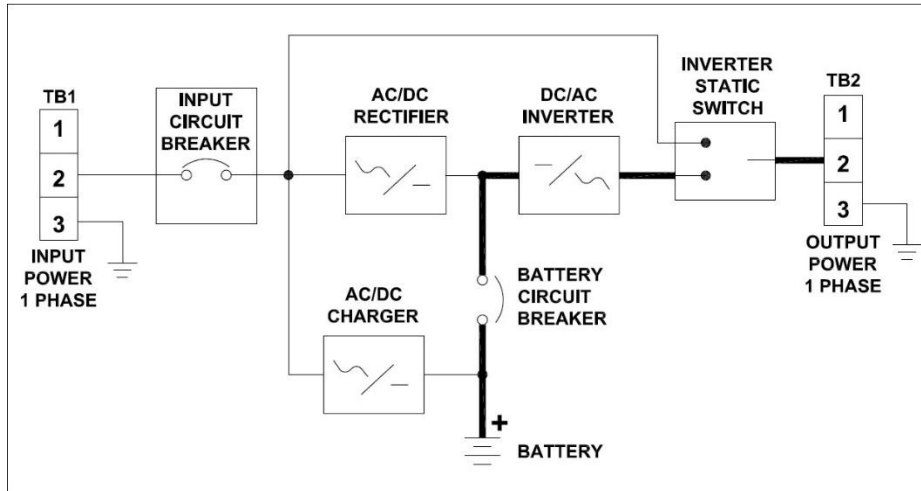 TB1
1
2
3
INPUT
POWER
1 PHASE
INPUT
CIRCUIT
BREAKER
AC/DC
RECTIFIER
DC/AC
INVERTER
INVERTER
STATIC
SWITCH
TB2
1
2
3
OUTPUT
POWER
1 PHASE
AC/DC
CHARGER
BATTERY
CIRCUIT
BREAKER
+
BATTERY